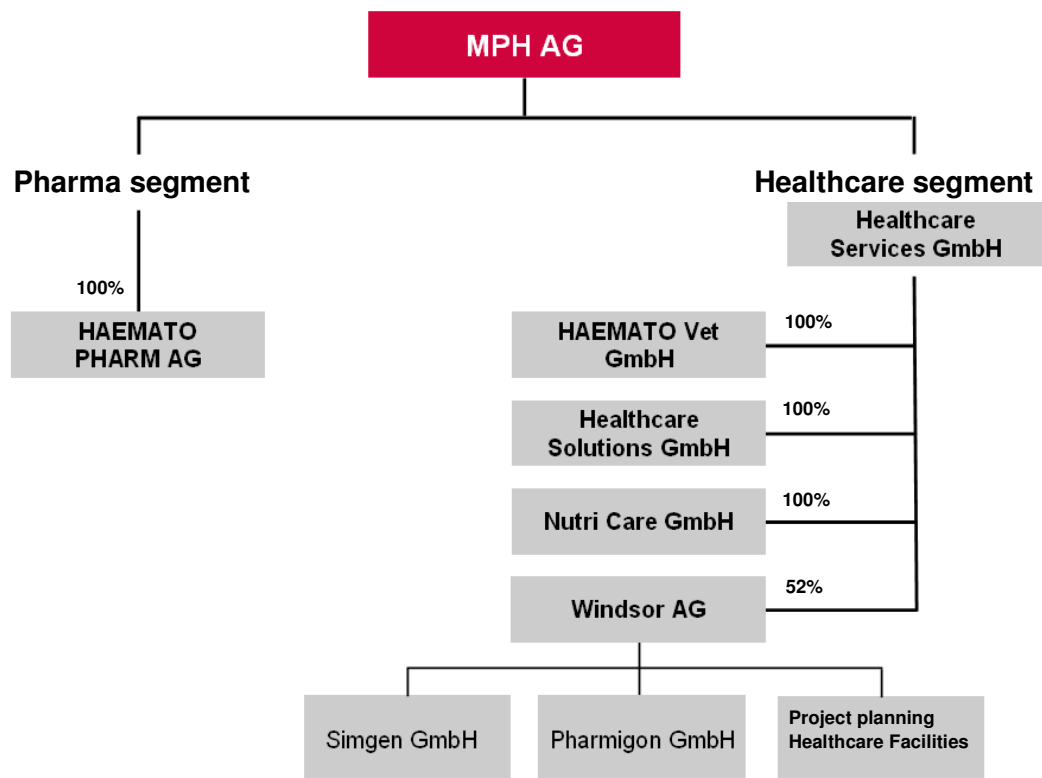 MPH AG
Pharma segment
Healthcare segment
Healthcare
Services GmbH
100%
HAEMATO
PHARM AG
HAEMATO Vet
GmbH
100%
Healthcare
Solutions GmbH
100%
Nutri Care GmbH
100%
Windsor AG
52%
Simgen GmbH
Pharmigon GmbH
Project planning
Healthcare Facilities